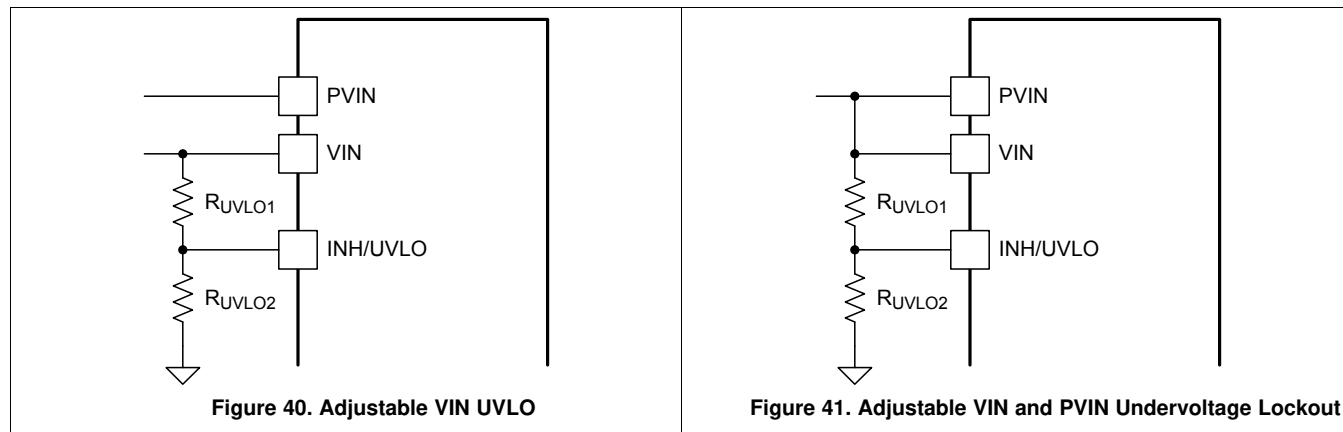 PVIN
VIN
RUVLO1
INH/UVLO
RUVLO2
Figure 40. Adjustable VIN UVLO
PVIN
VIN
RUVLO1
INH/UVLO
RUVLO2
Figure 41. Adjustable VIN and PVIN Undervoltage Lockout